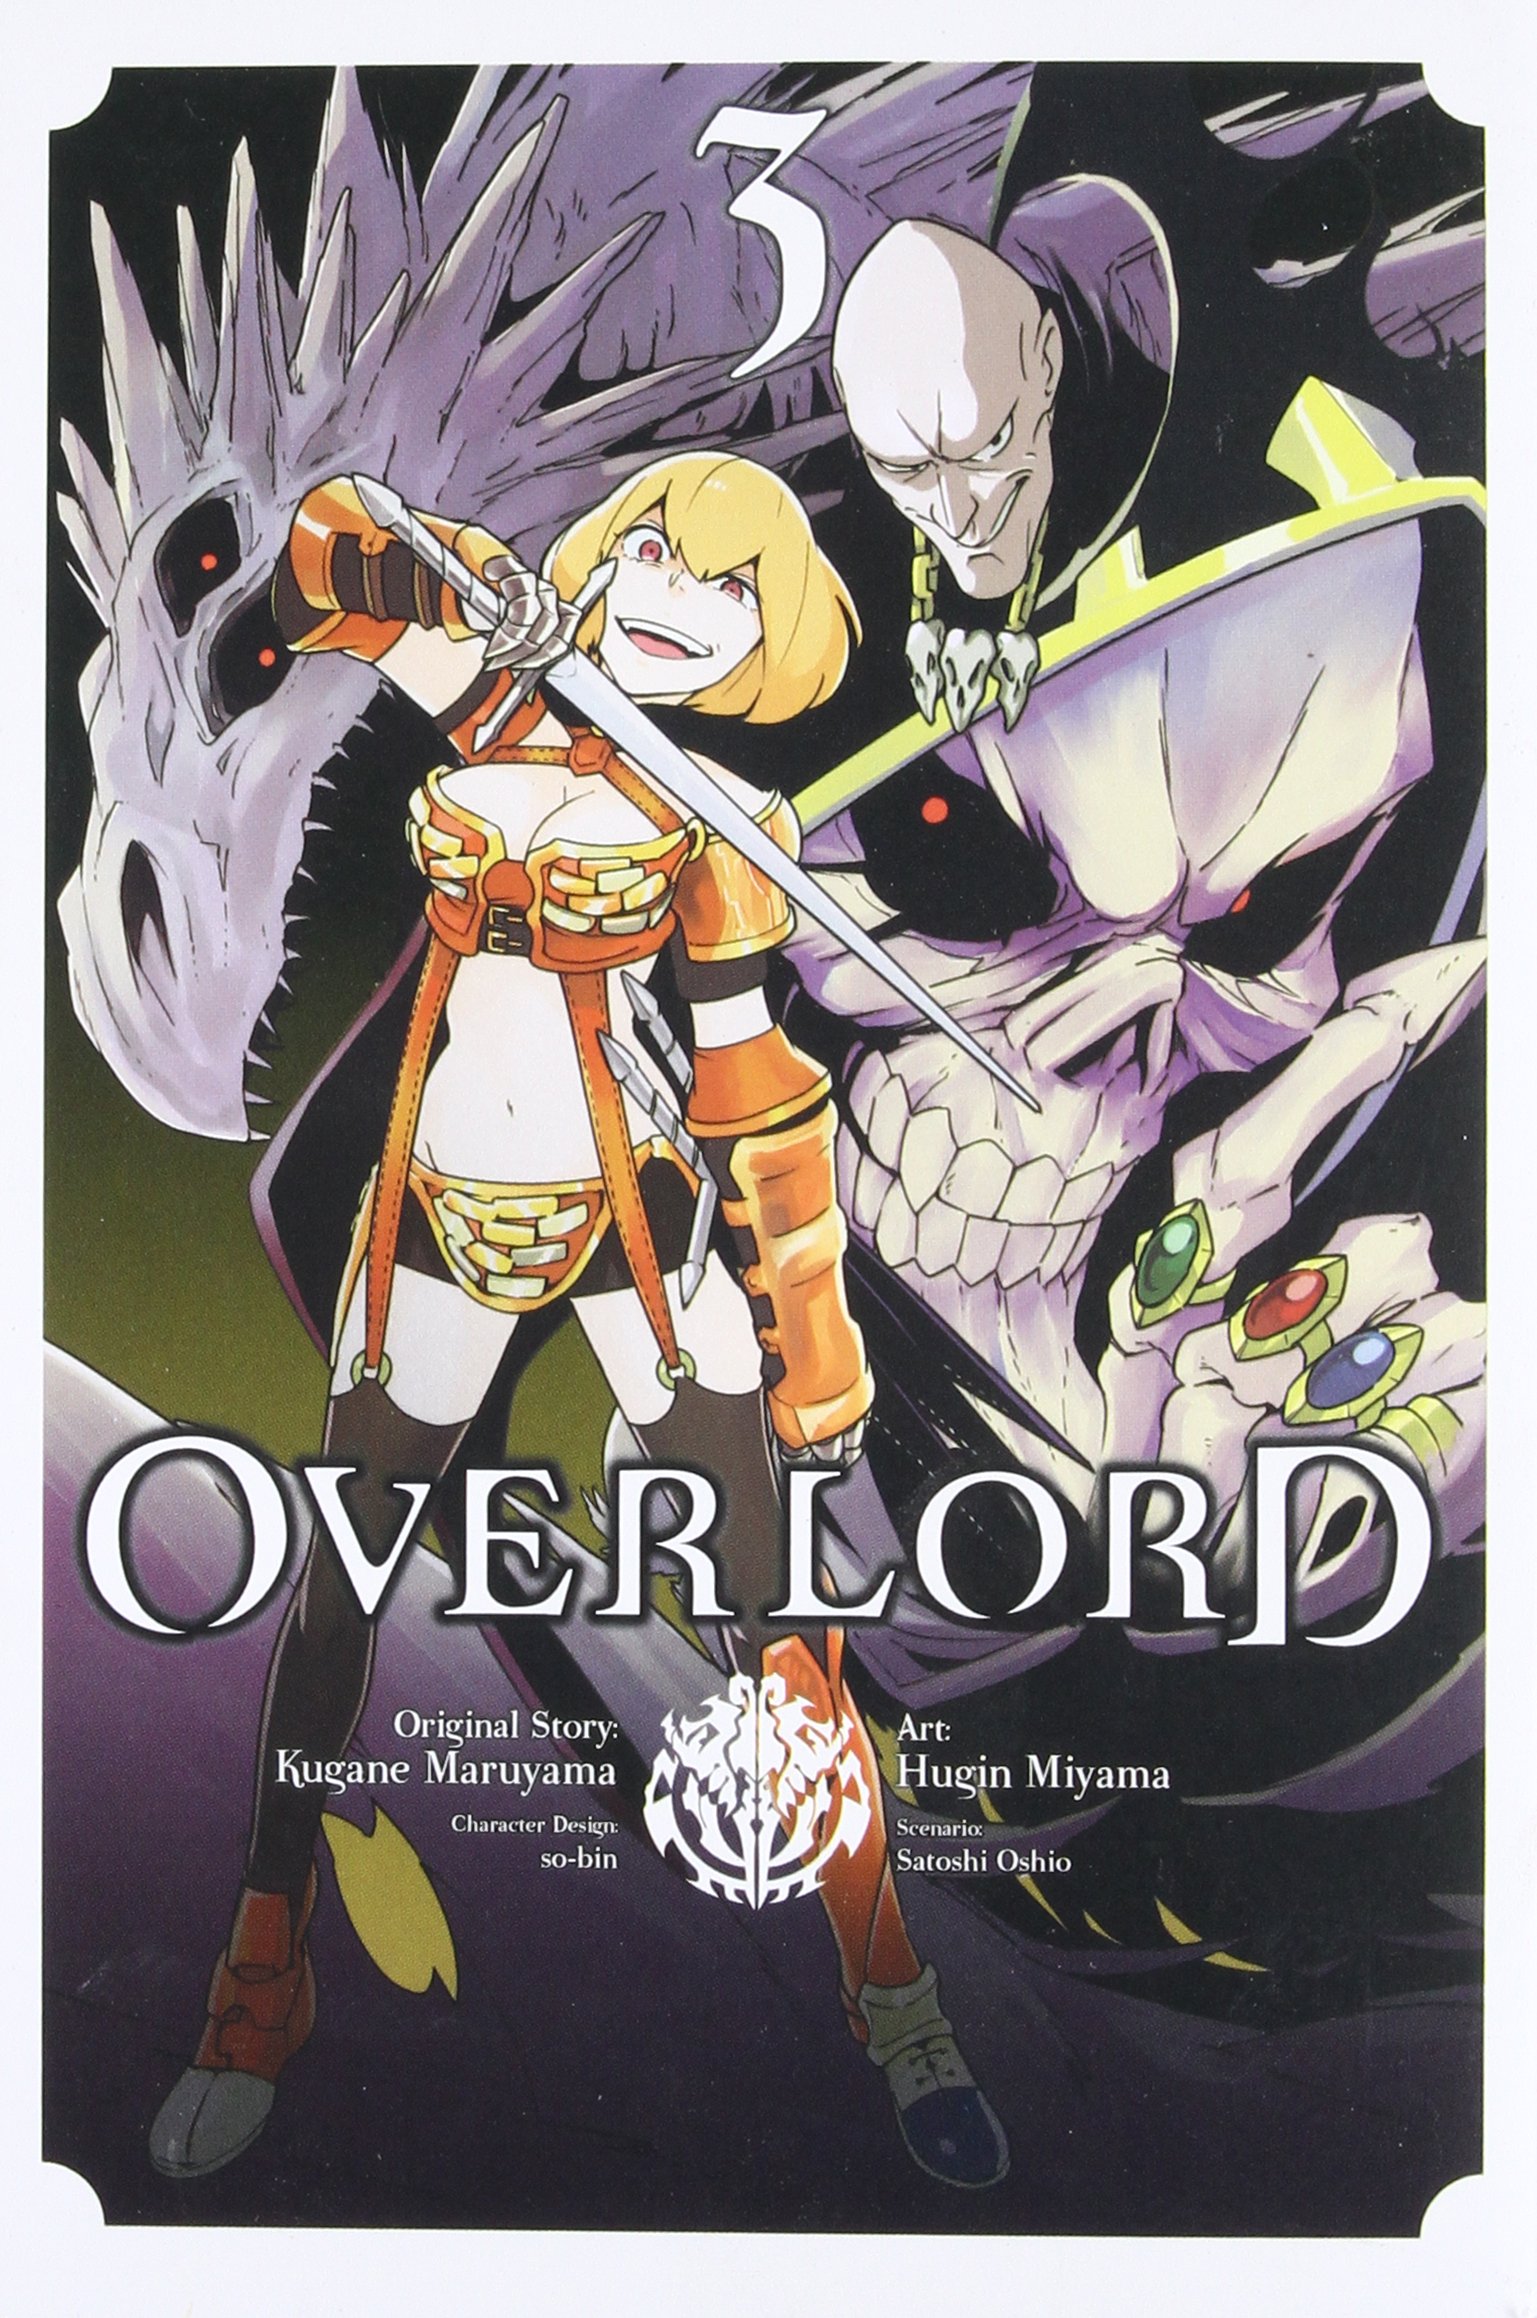 3
OVERLORD
Original Story:
Kugane Maruyama
Character Design:
so-bin
Art:
Hugin Miyama
Scenario:
Satoshi Oshio